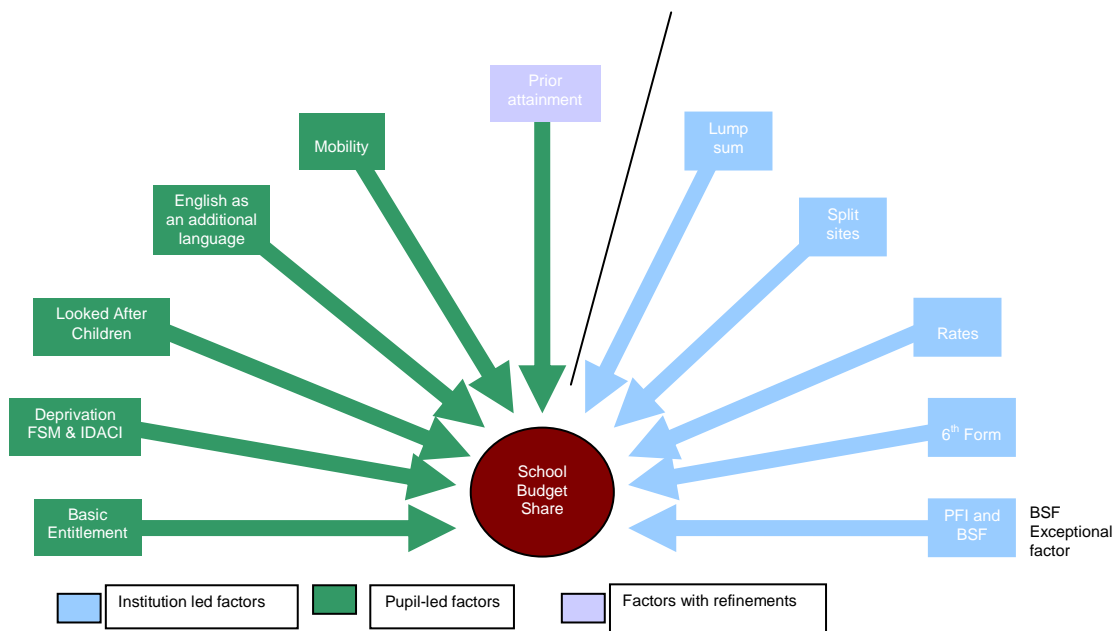 Prior
attainment
Lump
sum
Mobility
Split
sites
English as
an additional
language
Looked After
Children
Rates
Deprivation
FSM & IDACI
6th Form
School
Budget
Share
Basic
Entitlement
PFI and
BSF
BSF
Exceptional
factor
Institution led factors
Pupil-led factors
Factors with refinements